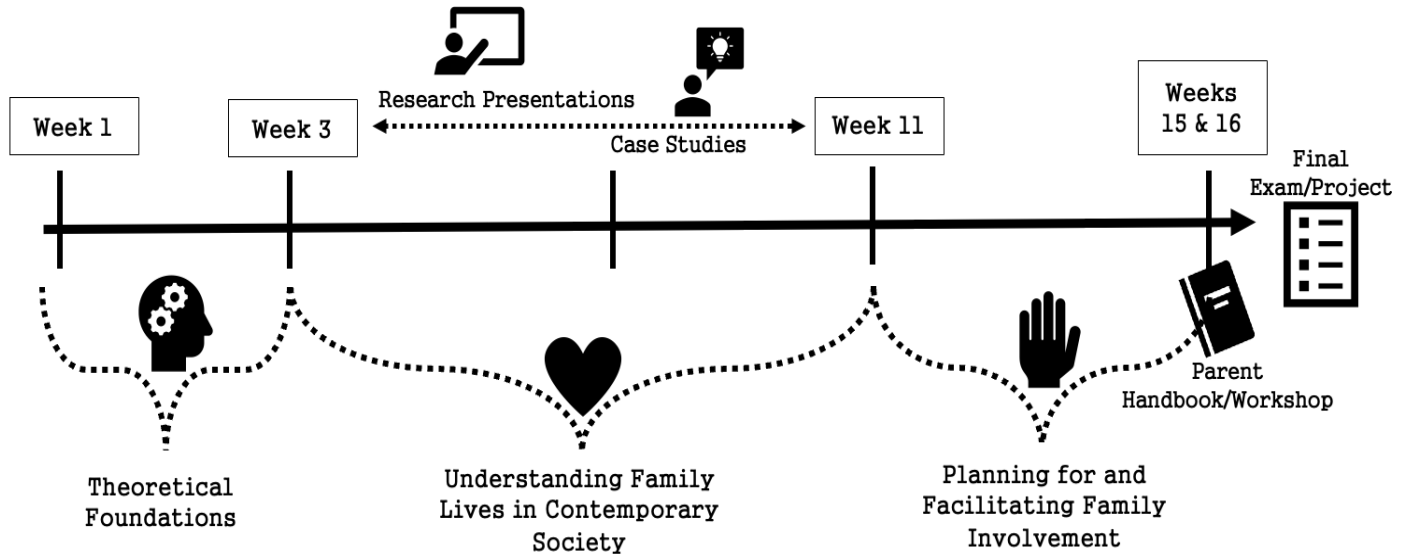 Research Presentations
Case Studies
Week 1
Week 3
Week 11
Weeks
15 & 16
Final
Exam/Project
Parent
Handbook/Workshop
Theoretical
Foundations
Understanding Family
Lives in Contemporary
Society
Planning for and
Facilitating Family
Involvement